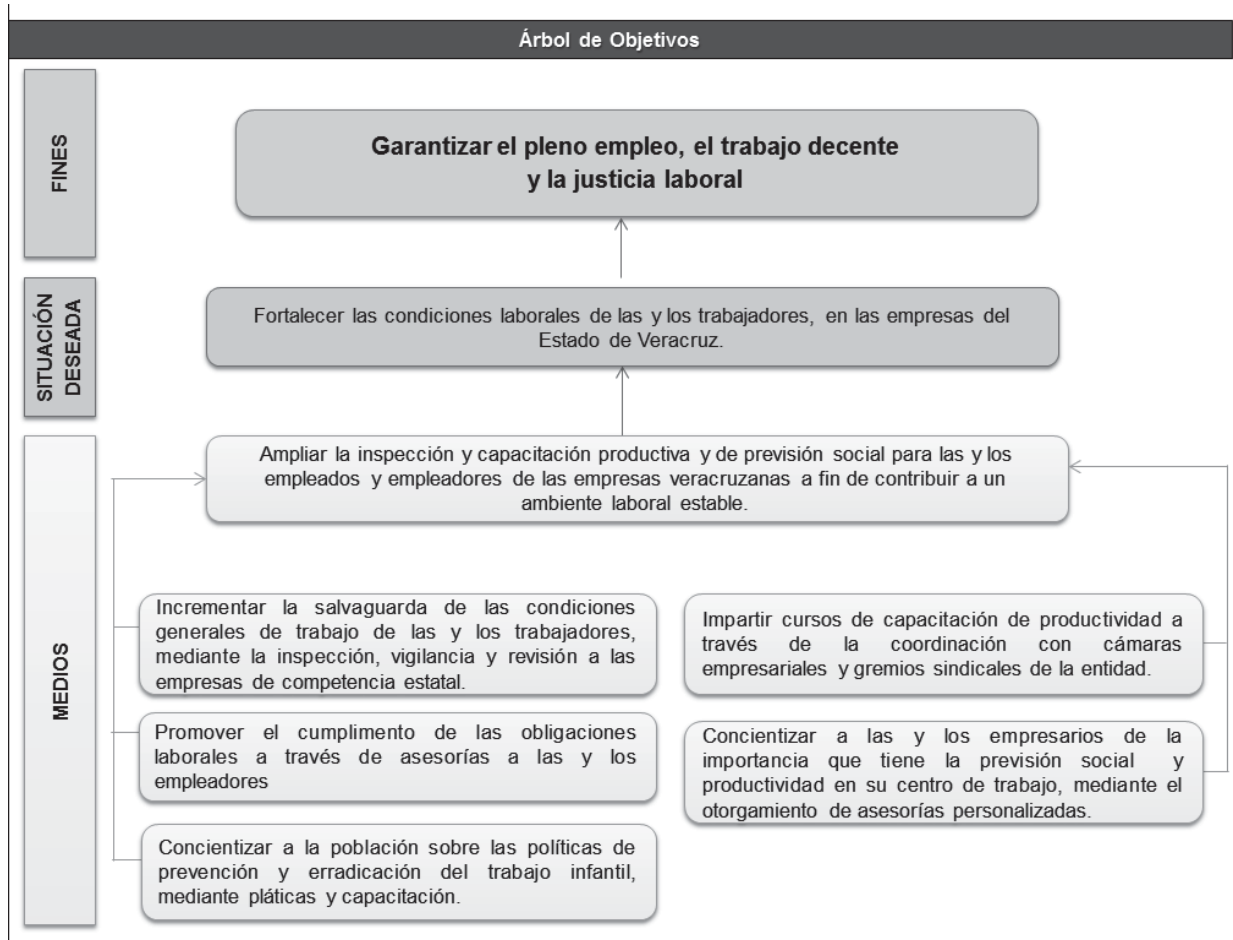 Árbol de Objetivos
FINES
Garantizar el pleno empleo, el trabajo decente
y la justicia laboral
SITUACIÓN
DESEADA
Fortalecer las condiciones laborales de las y los trabajadores, en las empresas del
Estado de Veracruz.
MEDIOS
Ampliar la inspección y capacitación productiva y de previsión social para las y los
empleados y empleadores de las empresas veracruzanas a fin de contribuir a un
ambiente laboral estable.
Incrementar la salvaguarda de las condiciones
generales de trabajo de las y los trabajadores,
mediante la inspección, vigilancia y revisión a las
empresas de competencia estatal.
Promover el cumplimento de las obligaciones
laborales a través de asesorías a las y los
empleadores
Concientizar a la población sobre las políticas de
prevención y erradicación del trabajo infantil,
mediante pláticas y capacitación.
Impartir cursos de capacitación de productividad a
través de la coordinación con cámaras
empresariales y gremios sindicales de la entidad.
Concientizar a las y los empresarios de la
importancia que tiene la previsión social y
productividad en su centro de trabajo, mediante el
otorgamiento de asesorías personalizadas.